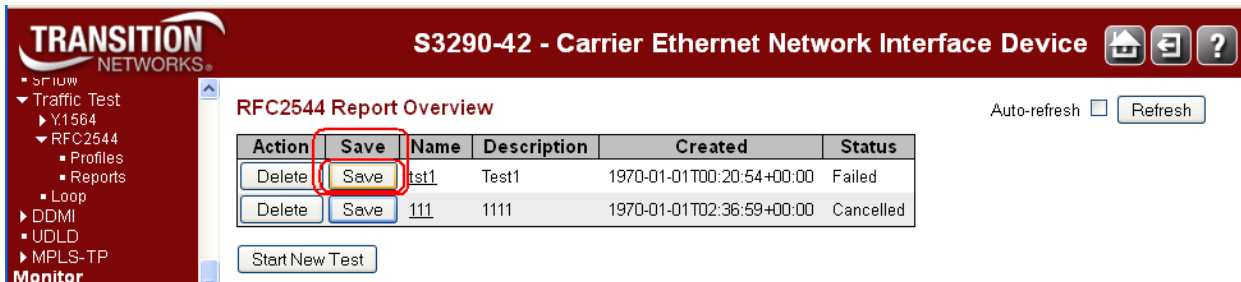 TRANSITION
NETWORKS®
S3290-42 - Carrier Ethernet Network Interface Device
?
Traffic Test
Y.1564
RFC2544
Profiles
Reports
Loop
DDMI
UDLD
MPLS-TP
Monitor
RFC2544 Report Overview
Auto-refresh Refresh
Action Save Name Description Created Status
Delete Save tst1 Test1 1970-01-01T00:20:54+00:00 Failed
Delete Save 111 1111 1970-01-01T02:36:59+00:00 Cancelled
Start New Test